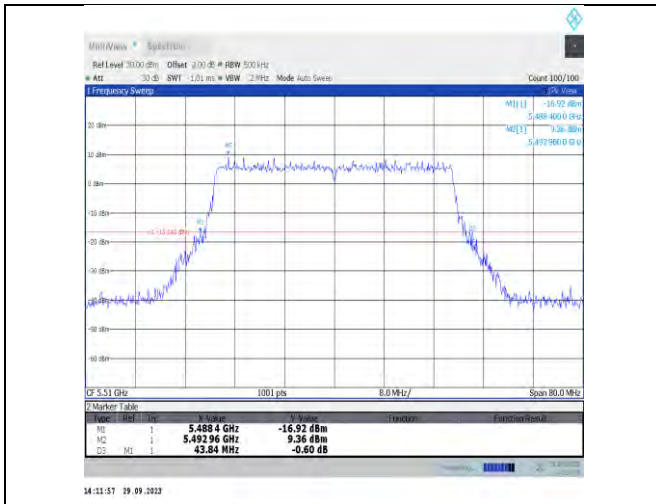 MultiView Spectrum
Ref Level 30.00 dBm Offset 2.00 dB RBW 500 kHz
Att 30 dB SWT 1.01 ms VBW 2 MHz Mode Auto Sweep Count 100/100
1 Frequency Sweep 1Pk View
M1[1] -16.92 dBm
5.488 400 0 GHz
M2[1] 9.36 dBm
5.492 960 0 GHz
20 dBm
10 dBm
M2
0 dBm
-10 dBm
M1
-20 dBm
-30 dBm
-40 dBm
-50 dBm
-60 dBm
CF 5.51 GHz 1001 pts 8.0 MHz/ Span 80.0 MHz
2 Marker Table
Type Ref Trc X-Value Y-Value Function Function Result
M1 1 5.488 4 GHz -16.92 dBm
M2 1 5.492 96 GHz 9.36 dBm
D3 M1 1 43.84 MHz -0.60 dB
14:11:57 29.09.2023